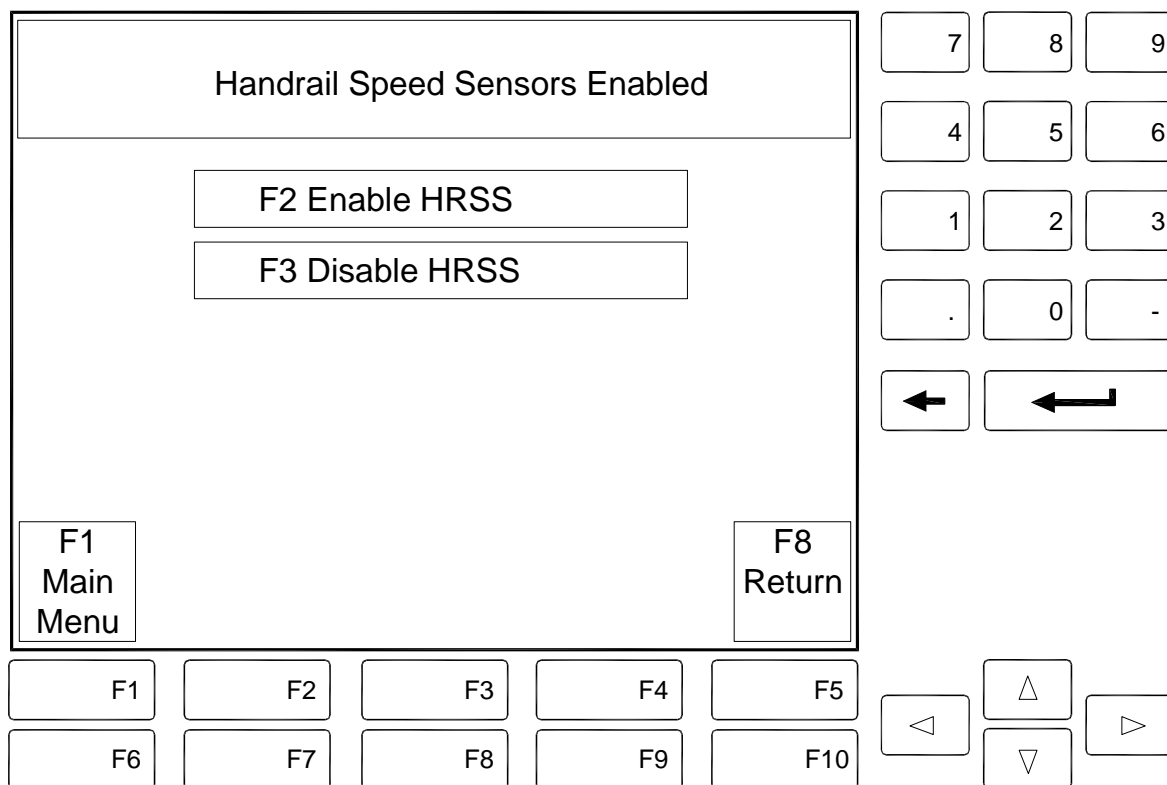 Handrail Speed Sensors Enabled
F2 Enable HRSS
F3 Disable HRSS
F1
Main
Menu
F8
Return
F1 F2 F3 F4 F5
F6 F7 F8 F9 F10
7 8 9
4 5 6
1 2 3
. 0 -